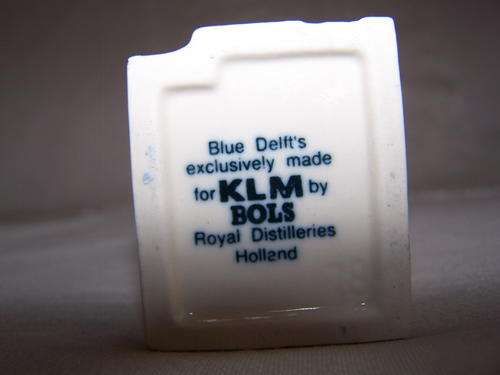 Blue Delft's
exclusively made
for KLM by
BOLS
Royal Distilleries
Holland